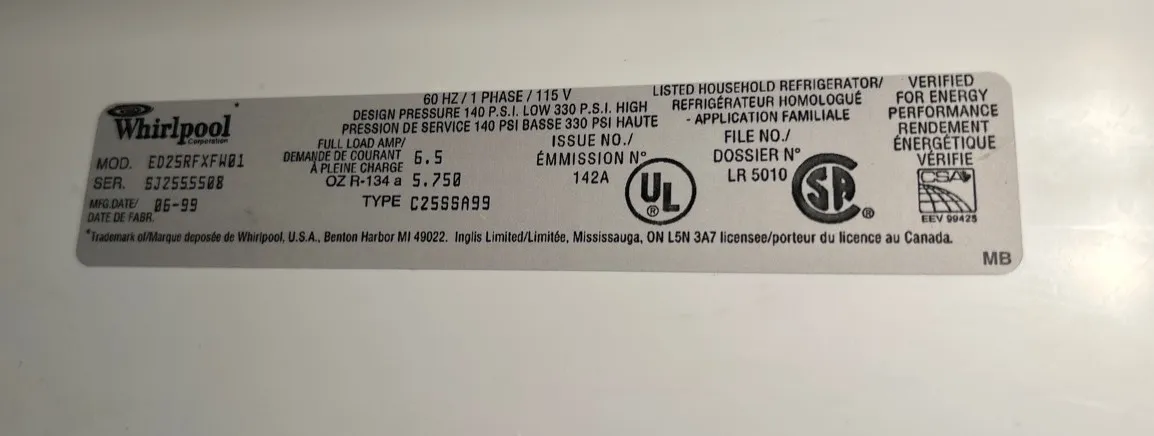 Whirlpool
Corporation
*
MOD. ED25RFXFW01
SER. SJ2555508
MFG.DATE/ 06-99
DATE DE FABR.
60 HZ / 1 PHASE / 115 V
DESIGN PRESSURE 140 P.S.I. LOW 330 P.S.I. HIGH
PRESSION DE SERVICE 140 PSI BASSE 330 PSI HAUTE
FULL LOAD AMP/
DEMANDE DE COURANT 6.5
À PLEINE CHARGE
OZ R-134 a 5.750
TYPE C25SSA99
ISSUE NO./
ÉMMISSION N°
142A
UL
®
LISTED HOUSEHOLD REFRIGERATOR/
REFRIGÉRATEUR HOMOLOGUÉ
- APPLICATION FAMILIALE
FILE NO./
DOSSIER N°
LR 5010
SA
®
VERIFIED
FOR ENERGY
PERFORMANCE
RENDEMENT
ÉNERGÉTIQUE
VÉRIFIÉ
CSA
EEV 99425
*Trademark of/Marque deposée de Whirlpool, U.S.A., Benton Harbor MI 49022. Inglis Limited/Limitée, Mississauga, ON L5N 3A7 licensee/porteur du licence au Canada.
MB